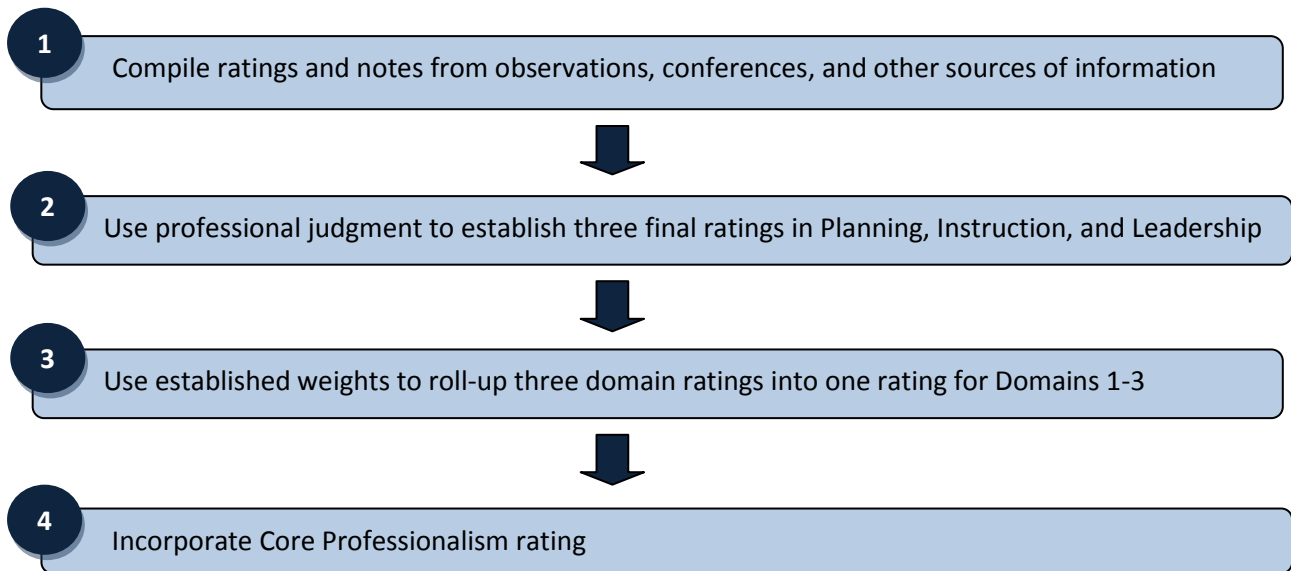 1
Compile ratings and notes from observations, conferences, and other sources of information
2
Use professional judgment to establish three final ratings in Planning, Instruction, and Leadership
3
Use established weights to roll-up three domain ratings into one rating for Domains 1-3
4
Incorporate Core Professionalism rating